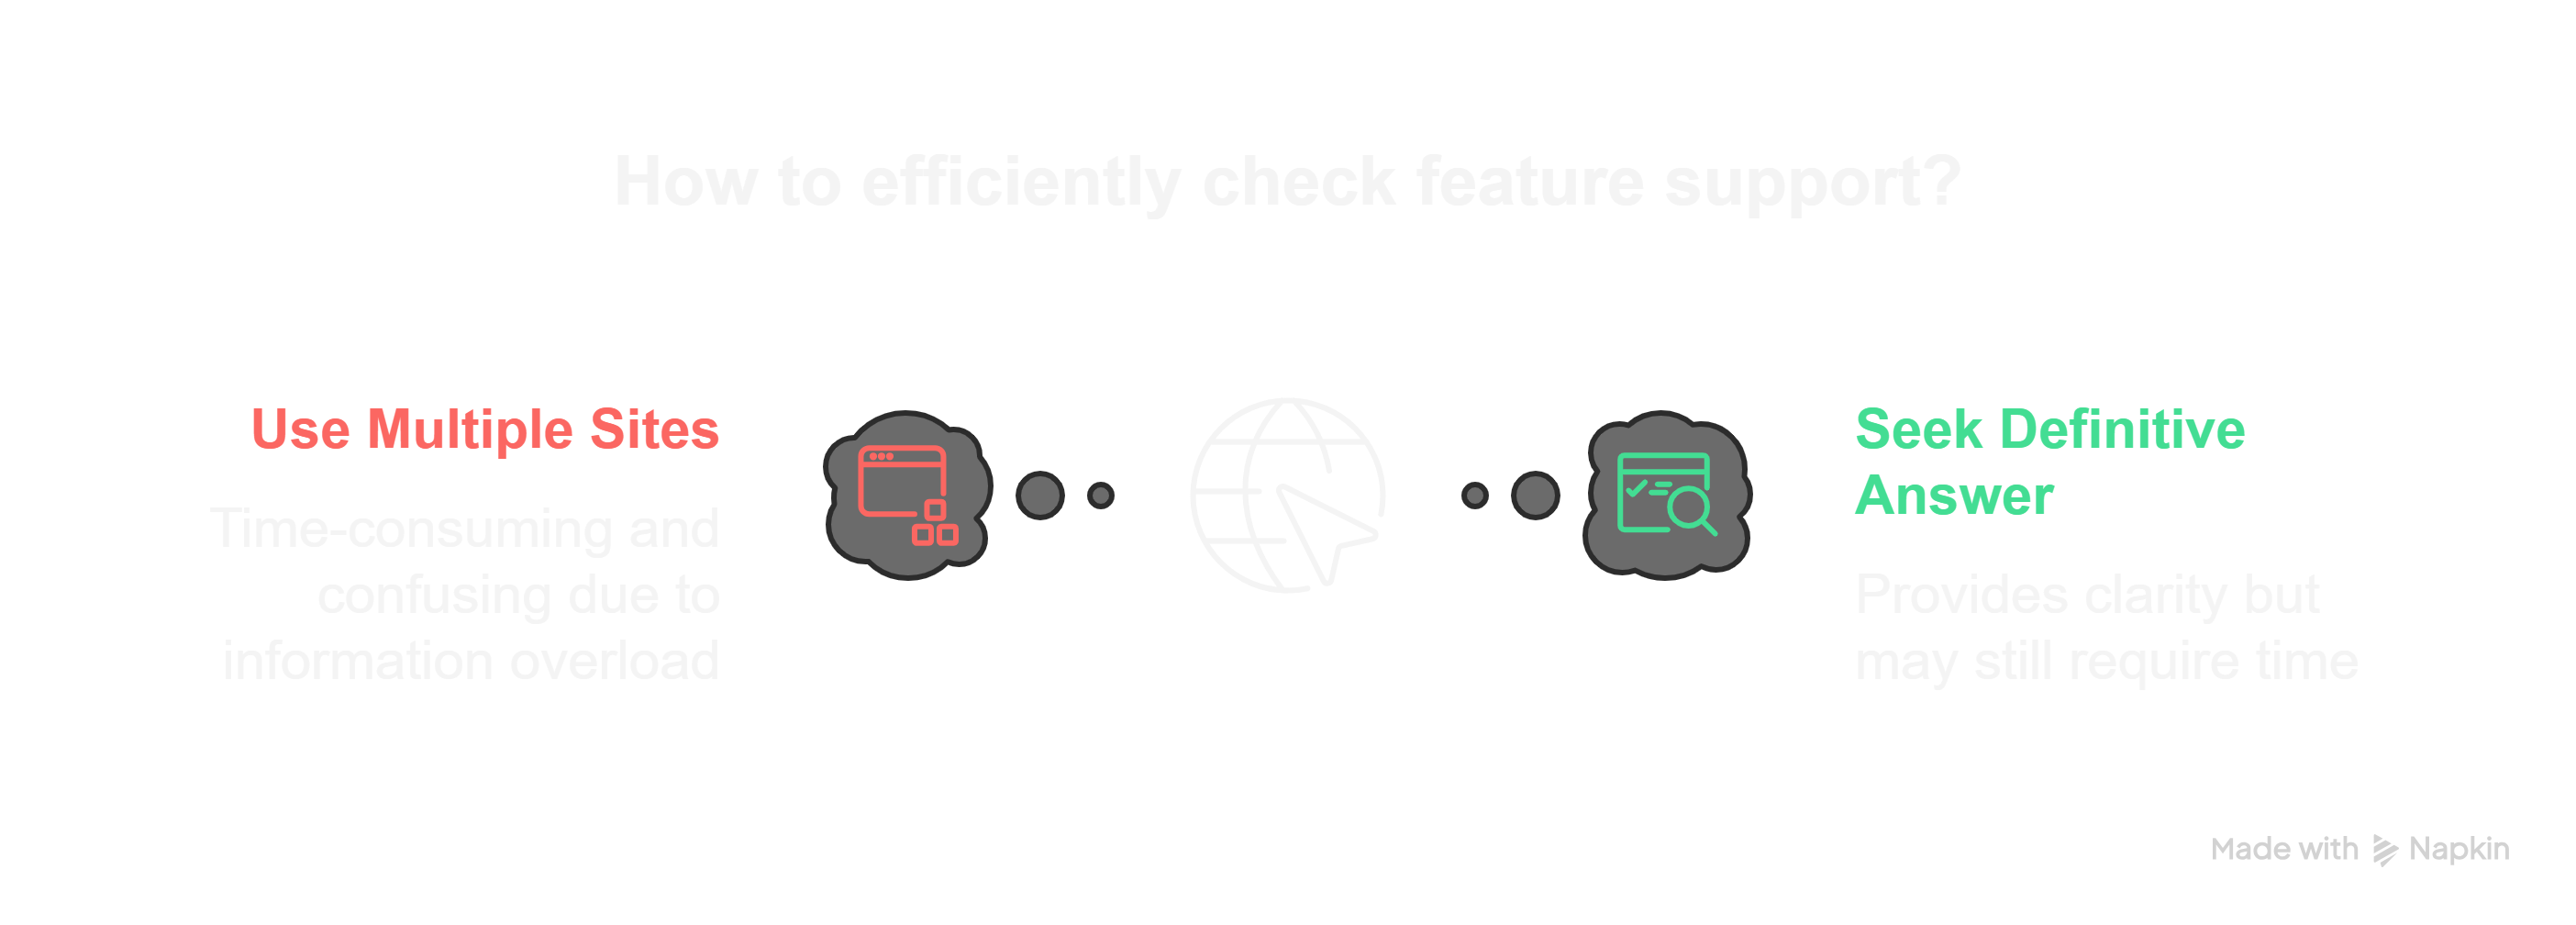 How to efficiently check feature support?
Use Multiple Sites
Time-consuming and
confusing due to
information overload
Seek Definitive
Answer
Provides clarity but
may still require time
Made with Napkin